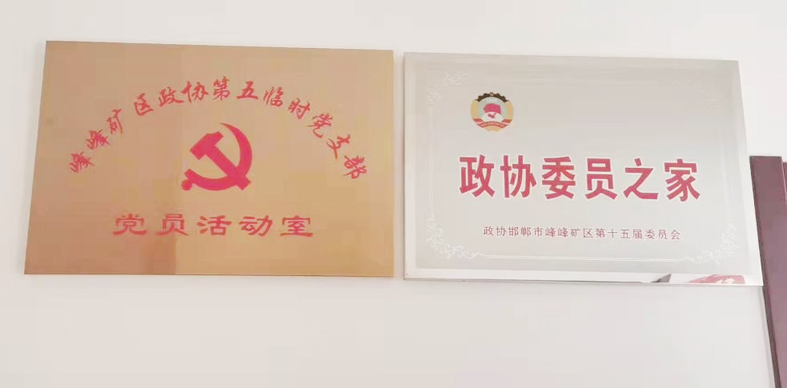 峰峰矿区政协第五临时党支部
党员活动室
政协委员之家
政协邯郸市峰峰矿区第十五届委员会